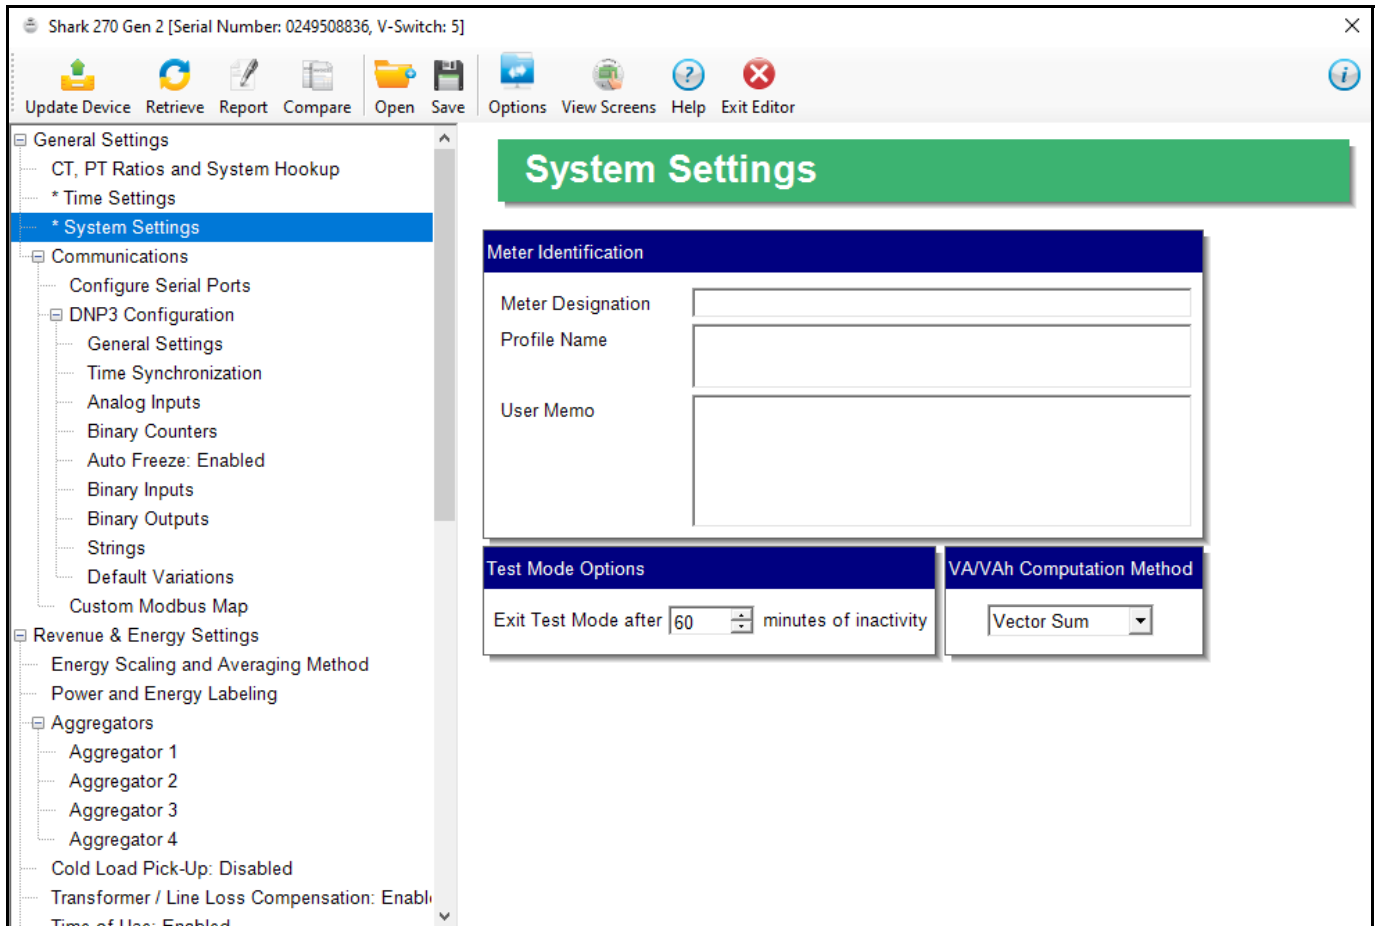 Shark 270 Gen 2 [Serial Number: 0249508836, V-Switch: 5]
Update Device Retrieve Report Compare Open Save Options View Screens Help Exit Editor
General Settings
CT, PT Ratios and System Hookup
* Time Settings
* System Settings
Communications
Configure Serial Ports
DNP3 Configuration
General Settings
Time Synchronization
Analog Inputs
Binary Counters
Auto Freeze: Enabled
Binary Inputs
Binary Outputs
Strings
Default Variations
Custom Modbus Map
Revenue & Energy Settings
Energy Scaling and Averaging Method
Power and Energy Labeling
Aggregators
Aggregator 1
Aggregator 2
Aggregator 3
Aggregator 4
Cold Load Pick-Up: Disabled
Transformer / Line Loss Compensation: Enabl
Time of Use: Enabled
System Settings
Meter Identification
Meter Designation
Profile Name
User Memo
Test Mode Options
Exit Test Mode after 60 minutes of inactivity
VA/VAh Computation Method
Vector Sum